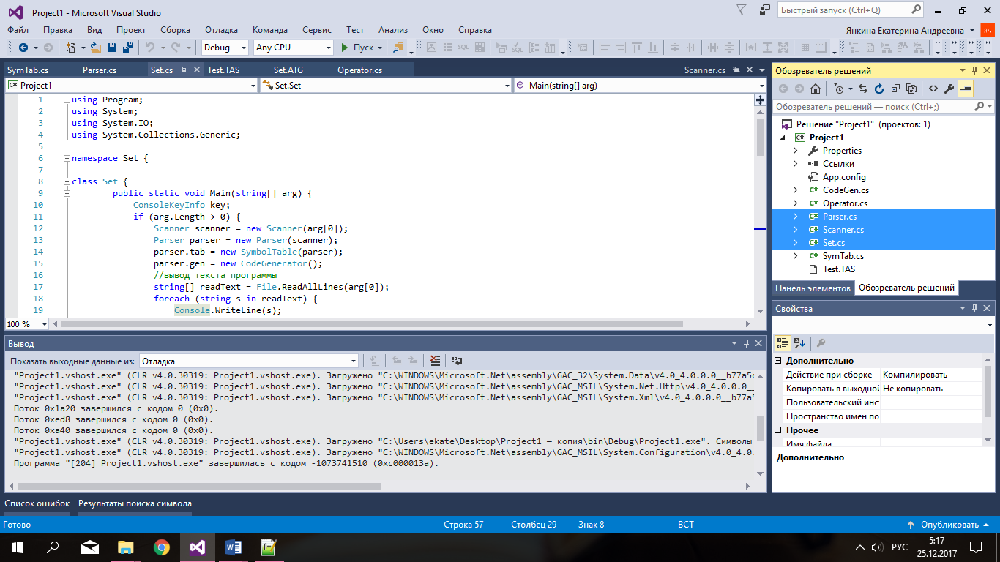 Project1 - Microsoft Visual Studio
Быстрый запуск (Ctrl+Q)
Файл Правка Вид Проект Сборка Отладка Команда Сервис Тест Анализ Окно Справка
Янкина Екатерина Андреевна
Debug Any CPU Пуск
SymTab.cs Parser.cs Set.cs Test.TAS Set.ATG Operator.cs Scanner.cs
Project1 Set.Set Main(string[] arg)
1 using Program;
2 using System;
3 using System.IO;
4 using System.Collections.Generic;
5
6 namespace Set {
7
8 class Set {
9 public static void Main(string[] arg) {
10 ConsoleKeyInfo key;
11 if (arg.Length > 0) {
12 Scanner scanner = new Scanner(arg[0]);
13 Parser parser = new Parser(scanner);
14 parser.tab = new SymbolTable(parser);
15 parser.gen = new CodeGenerator();
16 //вывод текста программы
17 string[] readText = File.ReadAllLines(arg[0]);
18 foreach (string s in readText) {
19 Console.WriteLine(s);
100 %
Вывод
Показать выходные данные из: Отладка
"Project1.vshost.exe" (CLR v4.0.30319: Project1.vshost.exe). Загружено "C:\WINDOWS\Microsoft.Net\assembly\GAC_32\System.Data\v4.0_4.0.0.0__b77a5c
"Project1.vshost.exe" (CLR v4.0.30319: Project1.vshost.exe). Загружено "C:\WINDOWS\Microsoft.Net\assembly\GAC_MSIL\System.Net.Http\v4.0_4.0.0.0__
"Project1.vshost.exe" (CLR v4.0.30319: Project1.vshost.exe). Загружено "C:\WINDOWS\Microsoft.Net\assembly\GAC_MSIL\System.Xml\v4.0_4.0.0.0__b77a5
Поток 0x1a20 завершился с кодом 0 (0x0).
Поток 0xed8 завершился с кодом 0 (0x0).
Поток 0xa40 завершился с кодом 0 (0x0).
"Project1.vshost.exe" (CLR v4.0.30319: Project1.vshost.exe). Загружено "C:\Users\ekate\Desktop\Project1 — копия\bin\Debug\Project1.exe". Символы
"Project1.vshost.exe" (CLR v4.0.30319: Project1.vshost.exe). Загружено "C:\WINDOWS\Microsoft.Net\assembly\GAC_MSIL\System.Configuration\v4.0_4.0.
Программа "[204] Project1.vshost.exe" завершилась с кодом -1073741510 (0xc000013a).
Список ошибок Результаты поиска символа
Обозреватель решений
Обозреватель решений — поиск (Ctrl+;)
Решение "Project1" (проектов: 1)
Project1
Properties
Ссылки
App.config
CodeGen.cs
Operator.cs
Parser.cs
Scanner.cs
Set.cs
SymTab.cs
Test.TAS
Панель элементов Обозреватель решений
Свойства
Дополнительно
Действие при сборке Компилировать
Копировать в выходной Не копировать
Пользовательский инс
Пространство имен по
Прочее
Имя файла
Дополнительно
Готово Строка 57 Столбец 29 Знак 8 ВСТ Опубликовать
РУС 5:17
25.12.2017